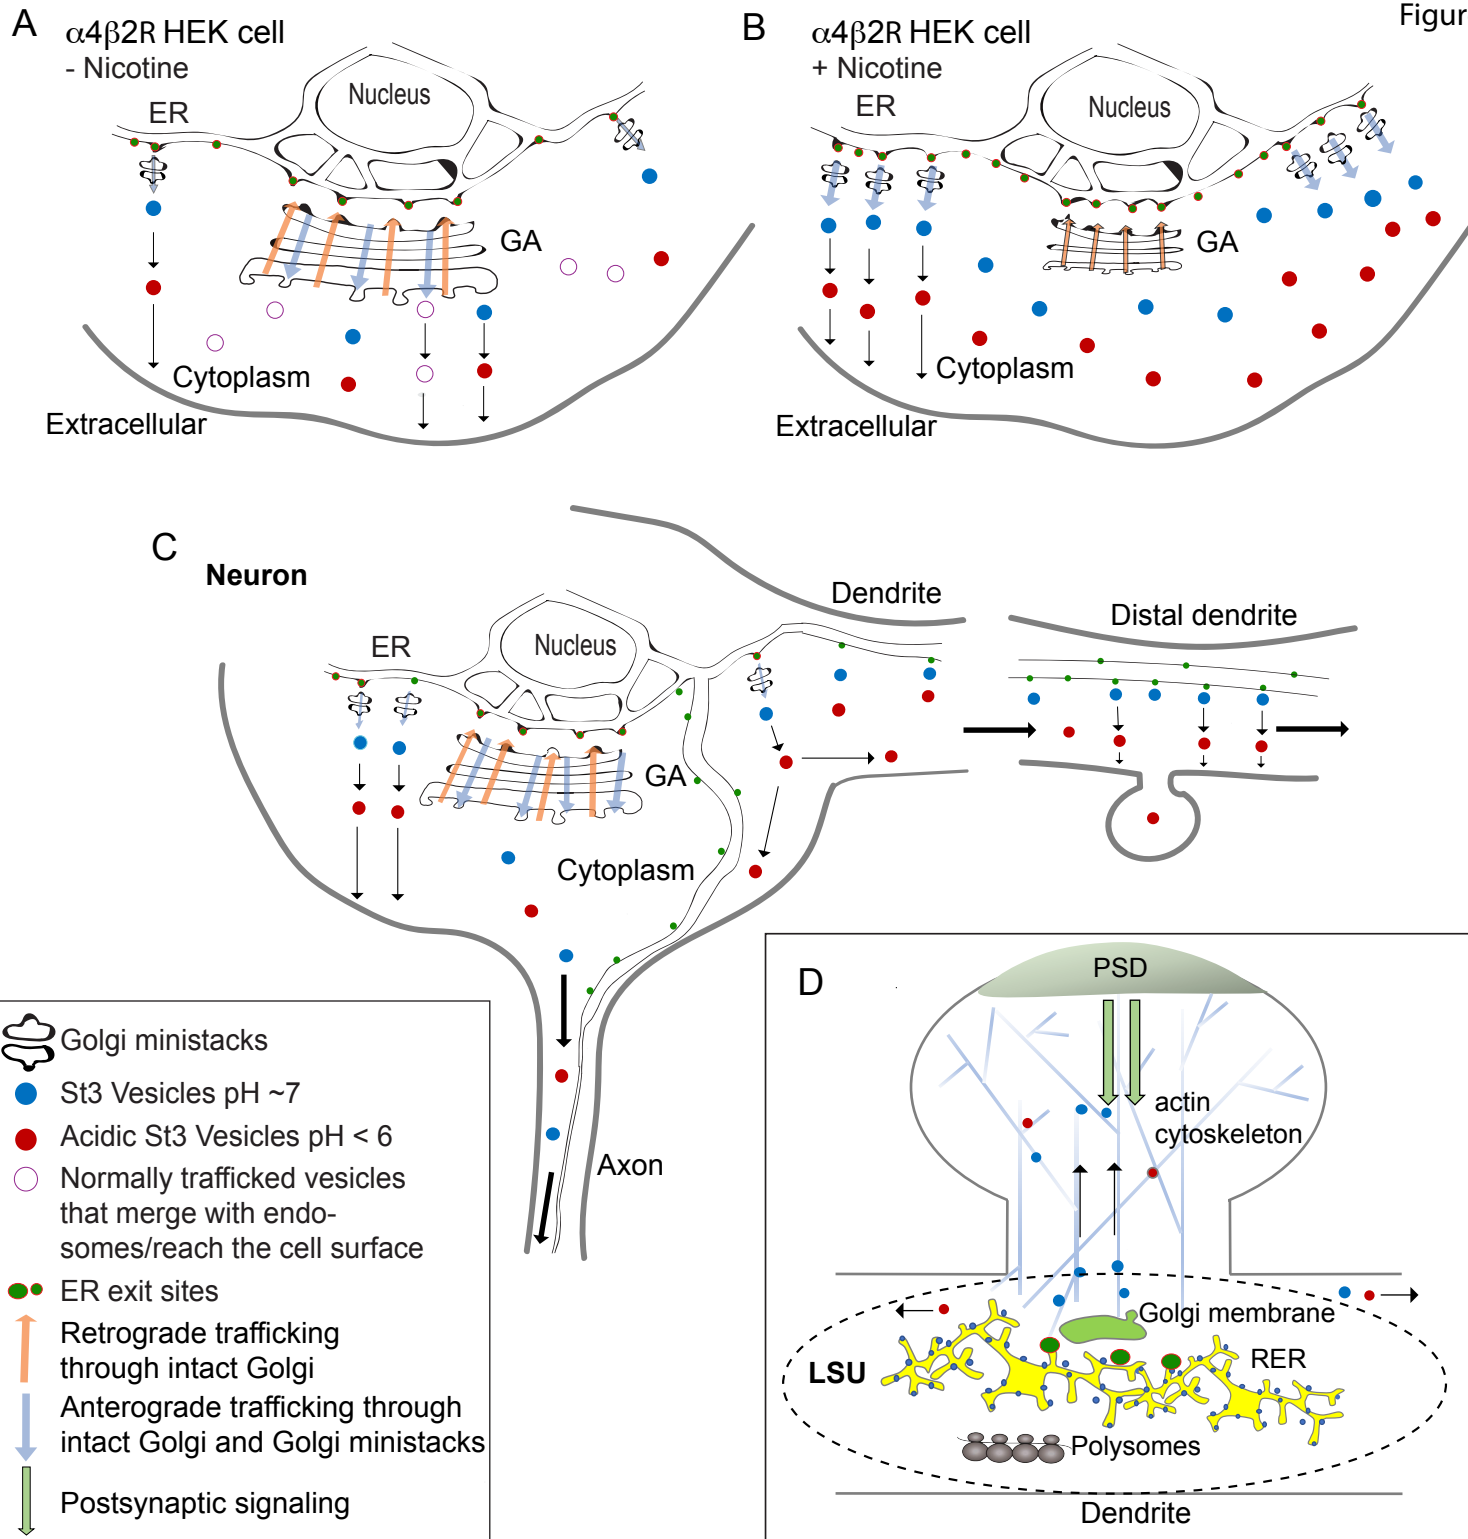 A
α4β2R HEK cell
- Nicotine
ER
Nucleus
GA
Cytoplasm
Extracellular
Figur
B
α4β2R HEK cell
+ Nicotine
ER
Nucleus
GA
Cytoplasm
Extracellular
C
Neuron
ER
Nucleus
GA
Cytoplasm
Dendrite
Distal dendrite
Axon
Golgi ministacks
St3 Vesicles pH ~7
Acidic St3 Vesicles pH < 6
Normally trafficked vesicles
that merge with endo-
somes/reach the cell surface
ER exit sites
Retrograde trafficking
through intact Golgi
Anterograde trafficking through
intact Golgi and Golgi ministacks
Postsynaptic signaling
D
PSD
actin
cytoskeleton
Golgi membrane
RER
LSU
Polysomes
Dendrite